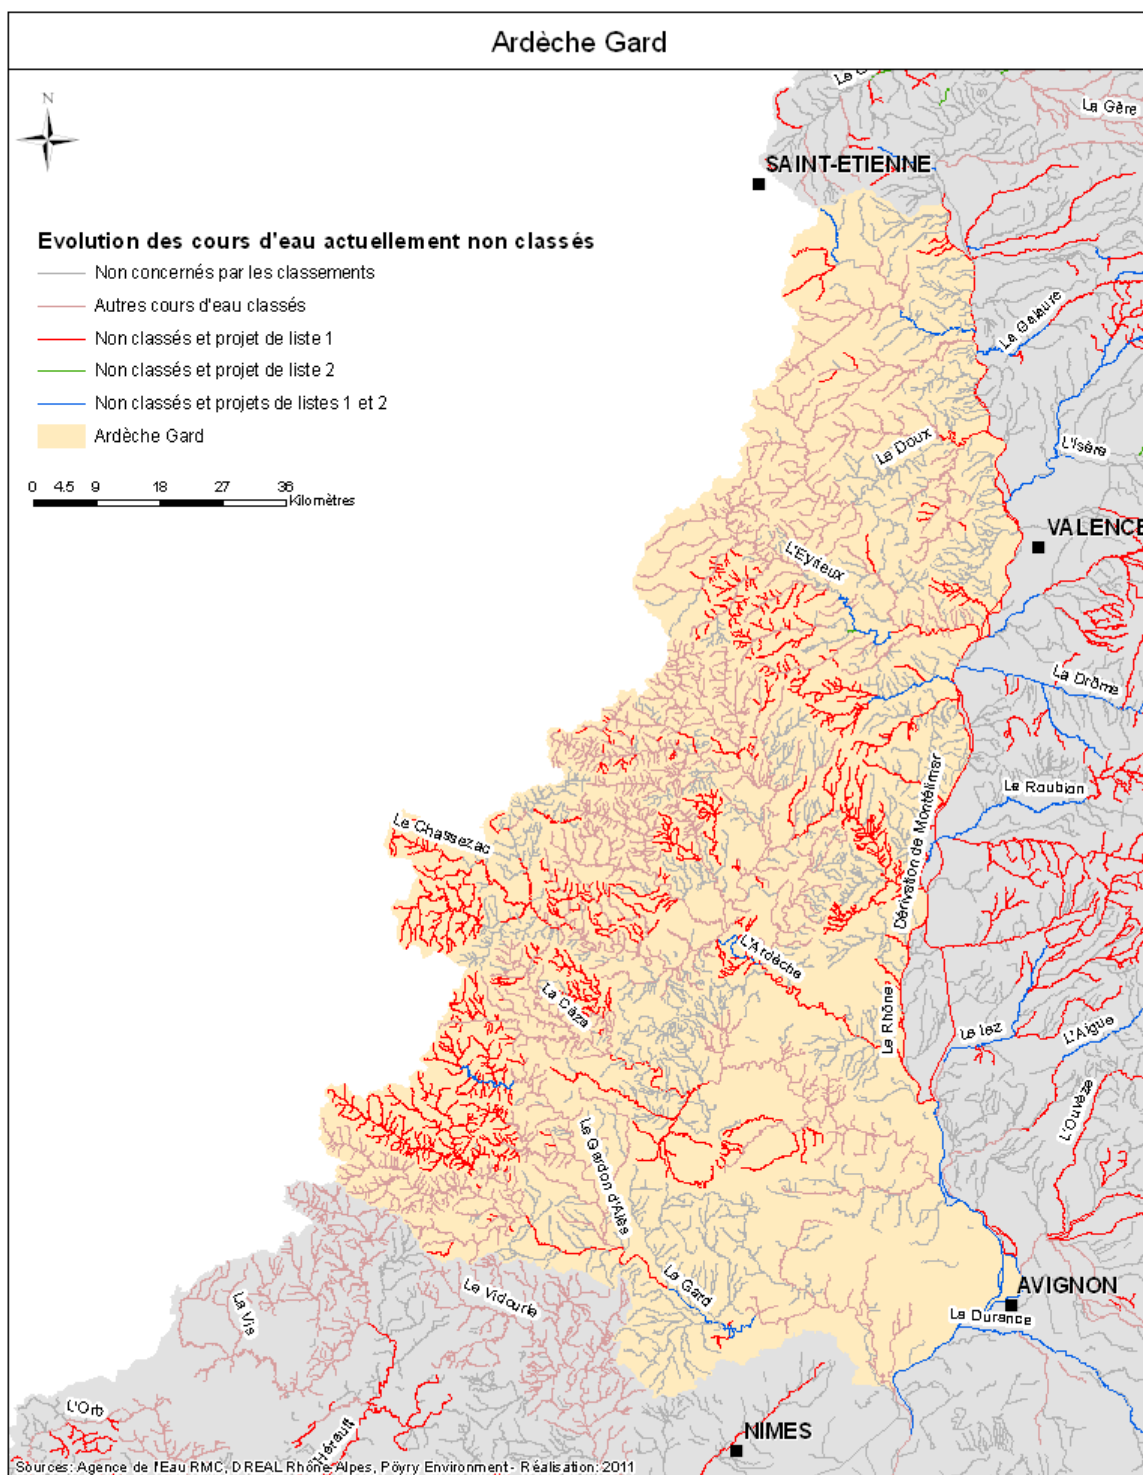 Ardèche Gard
N
Evolution des cours d'eau actuellement non classés
Non concernés par les classements
Autres cours d'eau classés
Non classés et projet de liste 1
Non classés et projet de liste 2
Non classés et projets de listes 1 et 2
Ardèche Gard
0 4.5 9 18 27 36
Kilomètres
La Gère
SAINT-ETIENNE
La Galaure
Le Doux
L'Isère
VALENCE
L'Eyrieux
La Drôme
Le Roubion
Dérivation de Montélimar
Le Chassezac
L'Ardèche
La Cèze
Le Rhône
Le lez
L'Aigue
L'Ouvèze
Le Gardon d'Alès
Le Gard
AVIGNON
La Durance
Le Vidourle
La Vis
L'Orb
Hérault
NIMES
Sources: Agence de l'Eau RMC, DREAL Rhône-Alpes, Pöyry Environment - Réalisation: 2011